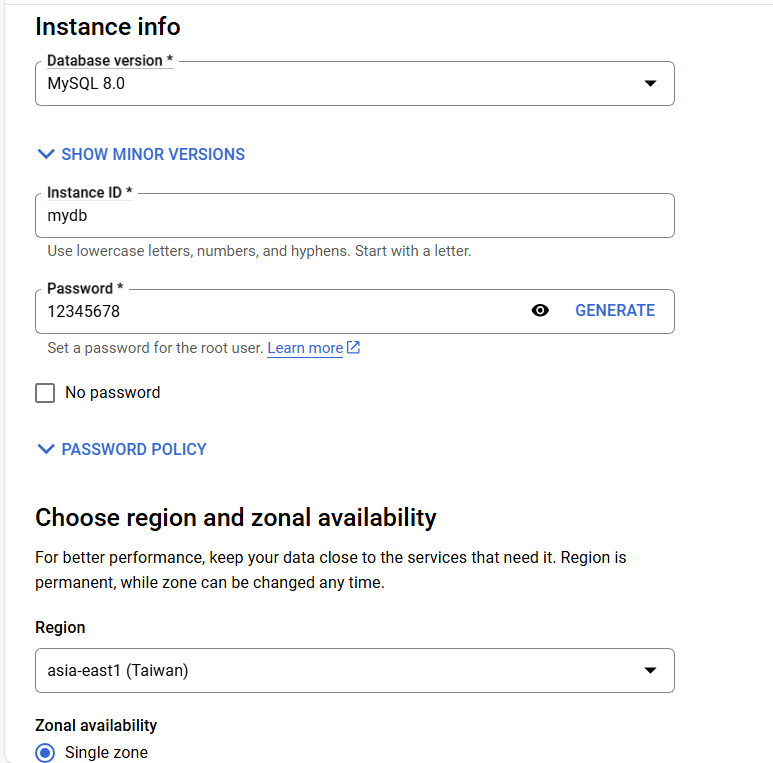 Instance info
Database version *
MySQL 8.0
SHOW MINOR VERSIONS
Instance ID *
mydb
Use lowercase letters, numbers, and hyphens. Start with a letter.
Password *
12345678
GENERATE
Set a password for the root user. Learn more
No password
PASSWORD POLICY
Choose region and zonal availability
For better performance, keep your data close to the services that need it. Region is
permanent, while zone can be changed any time.
Region
asia-east1 (Taiwan)
Zonal availability
Single zone